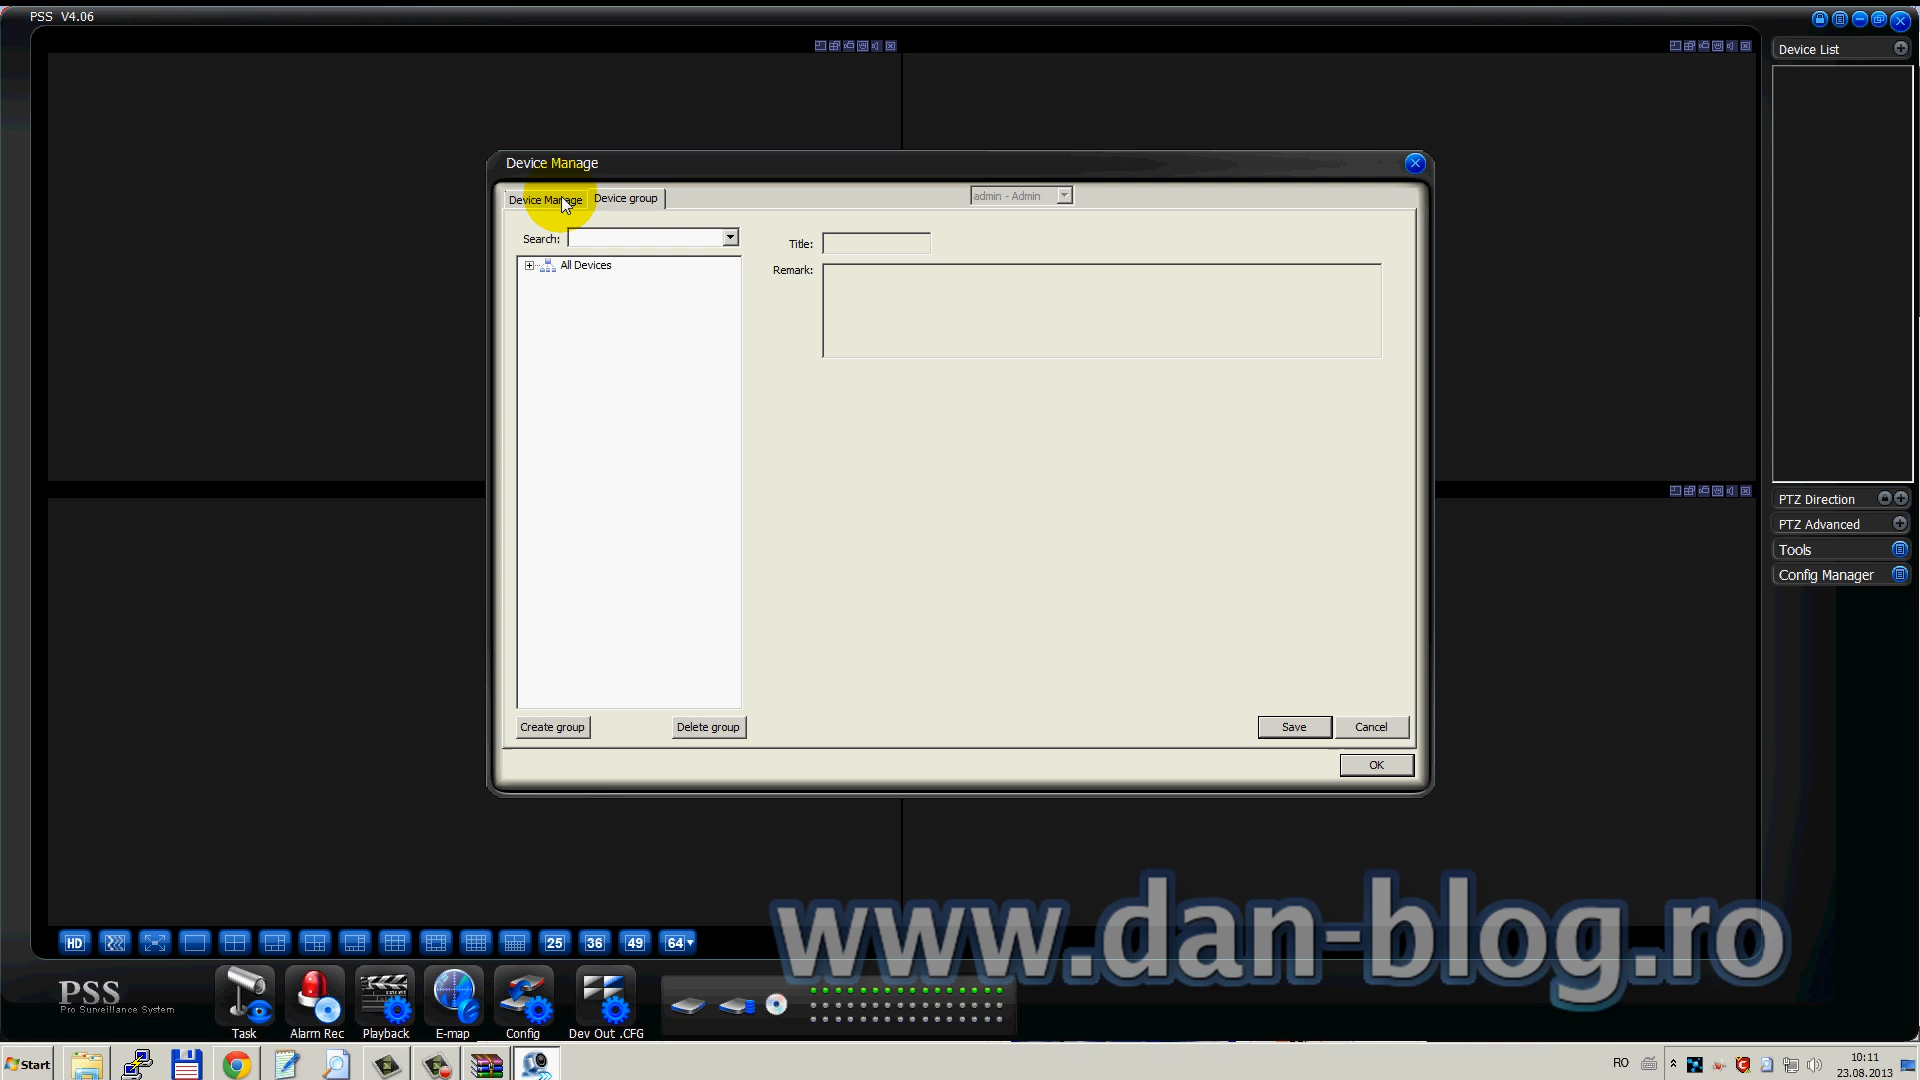 PSS V4.06
Device List
Device Manage
Device Manage
Device group
admin - Admin
Search:
Title:
All Devices
Remark:
PTZ Direction
PTZ Advanced
Tools
Config Manager
Create group
Delete group
Save
Cancel
OK
www.dan-blog.ro
HD
25
36
49
64
PSS
Pro Surveillance System
Task
Alarm Rec
Playback
E-map
Config
Dev Out .CFG
Start
RO
10:11
23.08.2013